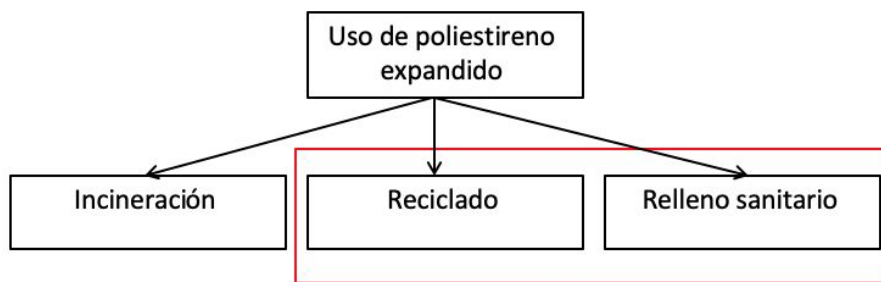 Uso de poliestireno
expandido
Incineración
Reciclado
Relleno sanitario